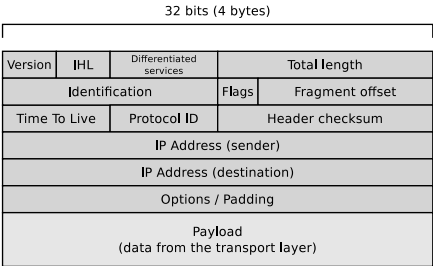 32 bits (4 bytes)
Version IHL Differentiated services Total length
Identification Flags Fragment offset
Time To Live Protocol ID Header checksum
IP Address (sender)
IP Address (destination)
Options / Padding
Payload
(data from the transport layer)